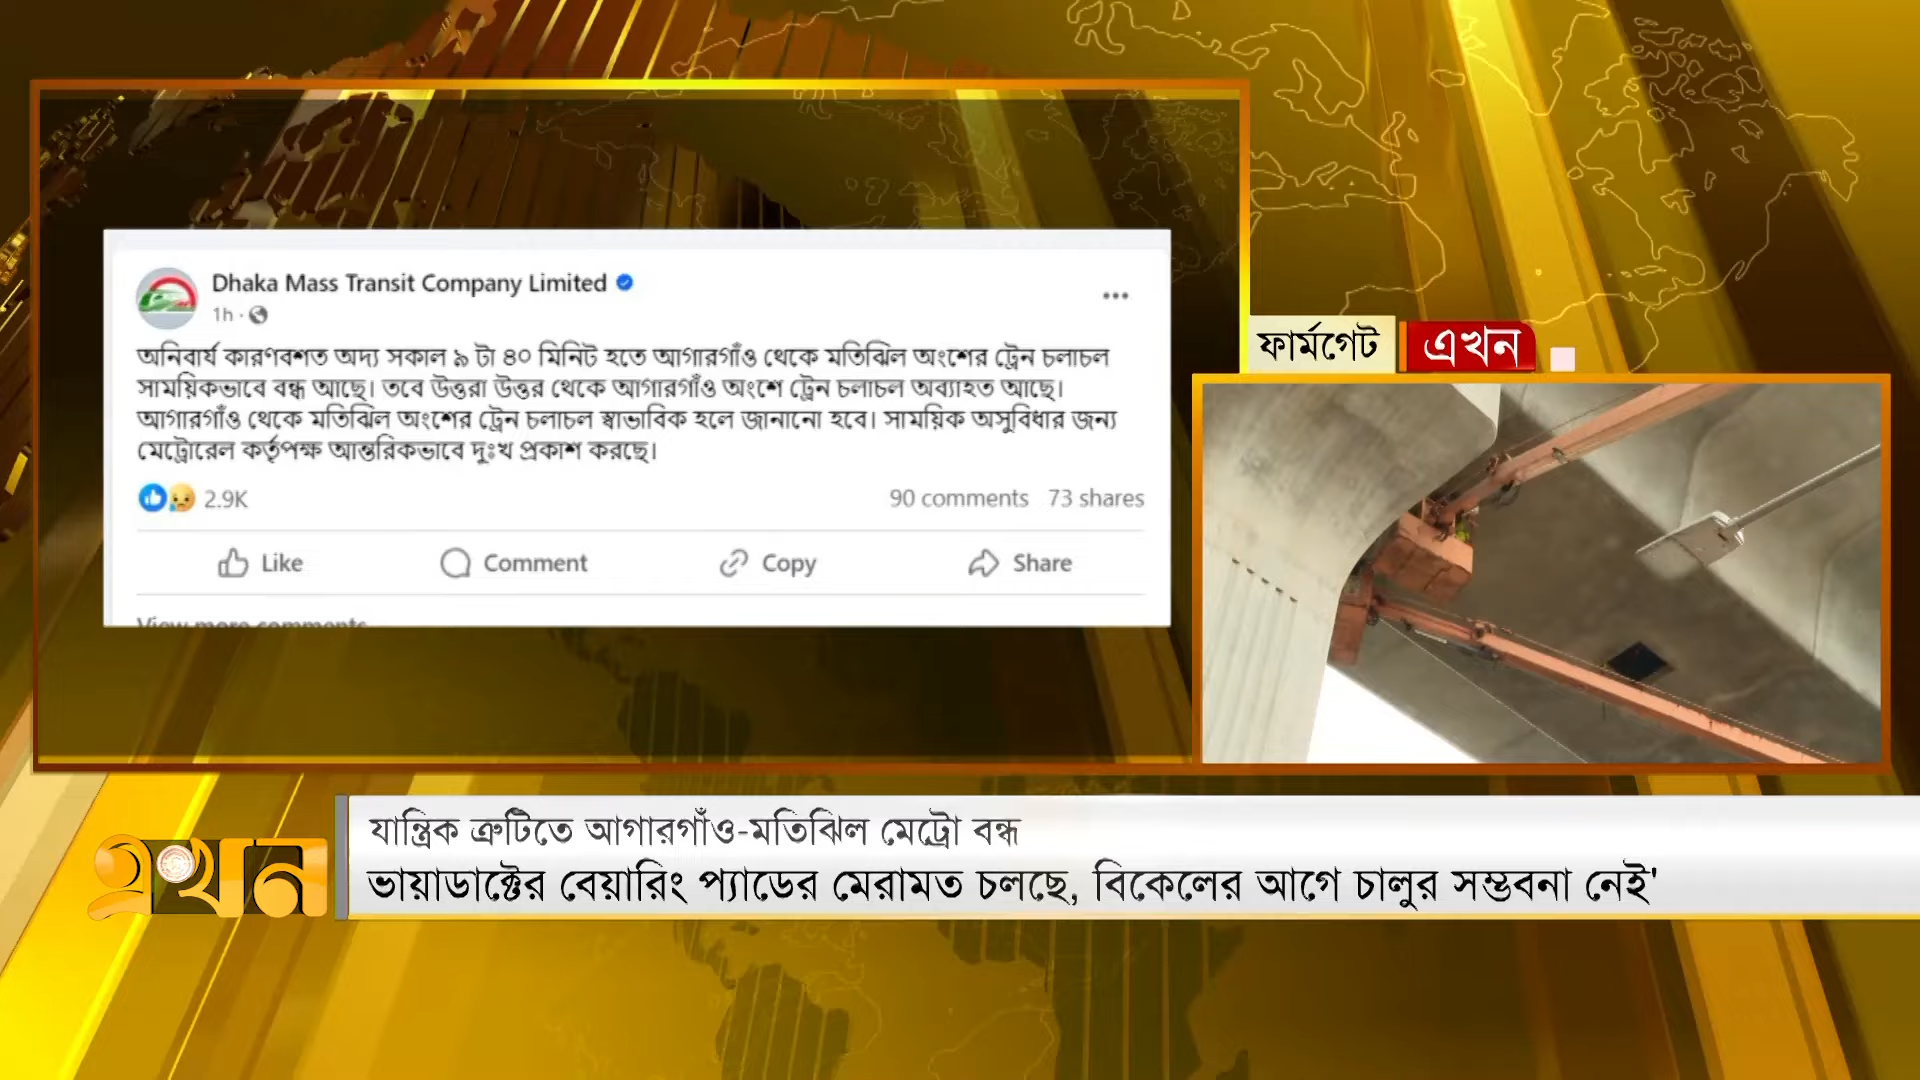 Dhaka Mass Transit Company Limited
1h ·
অনিবার্য কারণবশত অদ্য সকাল ৯ টা ৪০ মিনিট হতে আগারগাঁও থেকে মতিঝিল অংশের ট্রেন চলাচল
সাময়িকভাবে বন্ধ আছে। তবে উত্তরা উত্তর থেকে আগারগাঁও অংশে ট্রেন চলাচল অব্যাহত আছে।
আগারগাঁও থেকে মতিঝিল অংশের ট্রেন চলাচল স্বাভাবিক হলে জানানো হবে। সাময়িক অসুবিধার জন্য
মেট্রোরেল কর্তৃপক্ষ আন্তরিকভাবে দুঃখ প্রকাশ করছে।
2.9K 90 comments 73 shares
Like Comment Copy Share
View more comments
ফার্মগেট এখন
যান্ত্রিক ত্রুটিতে আগারগাঁও-মতিঝিল মেট্রো বন্ধ
ভায়াডাক্টের বেয়ারিং প্যাডের মেরামত চলছে, বিকেলের আগে চালুর সম্ভবনা নেই'
এখন